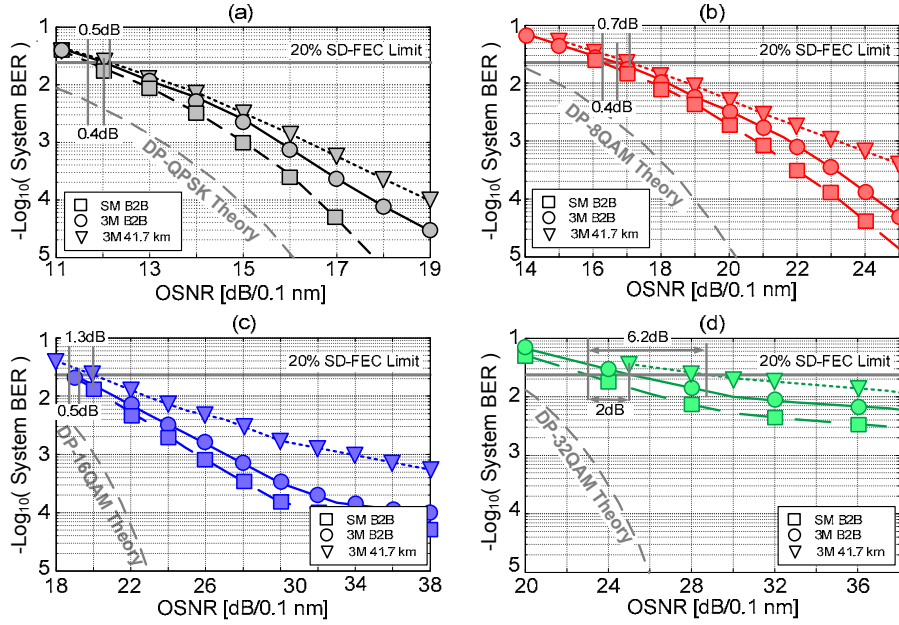 (a)
0.5dB
20% SD-FEC Limit
0.4dB
DP-QPSK Theory
SM B2B
3M B2B
3M 41.7 km
1
2
3
4
5
-Log10( System BER)
11
13
15
17
19
OSNR [dB/0.1 nm]
(b)
0.7dB
20% SD-FEC Limit
0.4dB
DP-8QAM Theory
SM B2B
3M B2B
3M 41.7 km
1
2
3
4
5
-Log10( System BER)
14
16
18
20
22
24
OSNR [dB/0.1 nm]
(c)
1.3dB
20% SD-FEC Limit
0.5dB
DP-16QAM Theory
SM B2B
3M B2B
3M 41.7 km
1
2
3
4
5
-Log10( System BER)
18
22
26
30
34
38
OSNR [dB/0.1 nm]
(d)
6.2dB
20% SD-FEC Limit
2dB
DP-32QAM Theory
SM B2B
3M B2B
3M 41.7 km
1
2
3
4
5
-Log10( System BER)
20
24
28
32
36
OSNR [dB/0.1 nm]